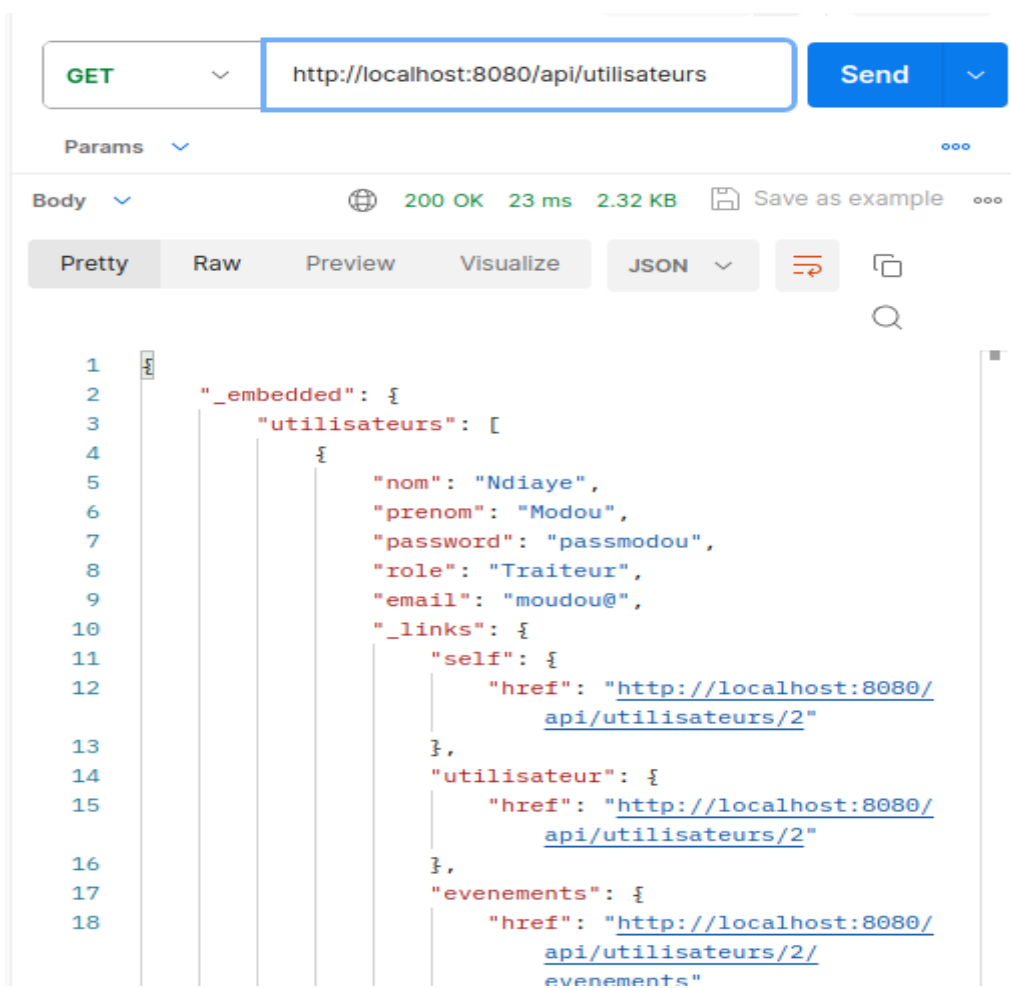 GET http://localhost:8080/api/utilisateurs Send
Params
Body 200 OK 23 ms 2.32 KB Save as example
Pretty Raw Preview Visualize JSON
1 {
2 "_embedded": {
3 "utilisateurs": [
4 {
5 "nom": "Ndiaye",
6 "prenom": "Modou",
7 "password": "passmodou",
8 "role": "Traiteur",
9 "email": "moudou@",
10 "_links": {
11 "self": {
12 "href": "http://localhost:8080/
api/utilisateurs/2"
13 },
14 "utilisateur": {
15 "href": "http://localhost:8080/
api/utilisateurs/2"
16 },
17 "evenements": {
18 "href": "http://localhost:8080/
api/utilisateurs/2/
evenements"